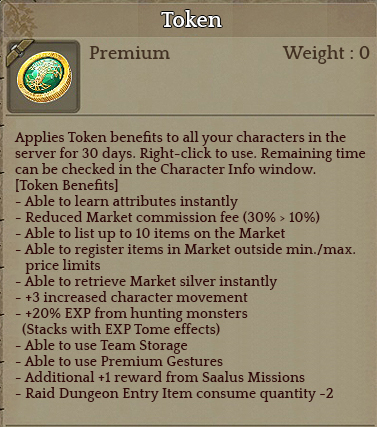 Token
Premium Weight : 0
Applies Token benefits to all your characters in the
server for 30 days. Right-click to use. Remaining time
can be checked in the Character Info window.
[Token Benefits]
- Able to learn attributes instantly
- Reduced Market commission fee (30% > 10%)
- Able to list up to 10 items on the Market
- Able to register items in Market outside min./max.
price limits
- Able to retrieve Market silver instantly
- +3 increased character movement
- +20% EXP from hunting monsters
(Stacks with EXP Tome effects)
- Able to use Team Storage
- Able to use Premium Gestures
- Additional +1 reward from Saalus Missions
- Raid Dungeon Entry Item consume quantity -2